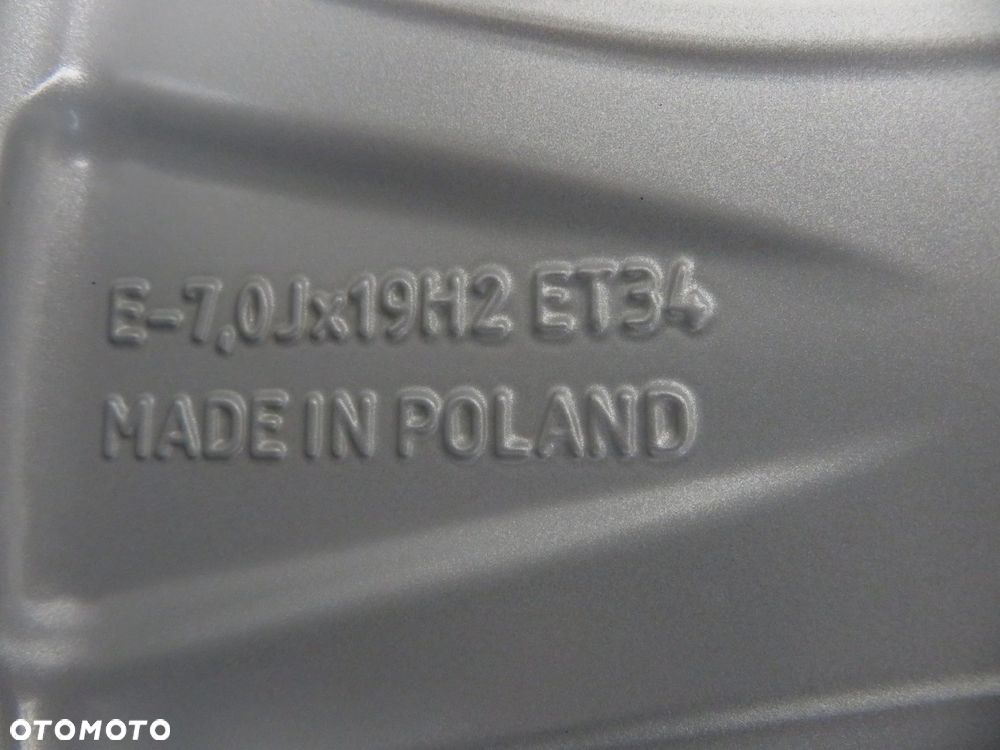 E-7,0Jx19H2 ET34
MADE IN POLAND
OTOMOTO